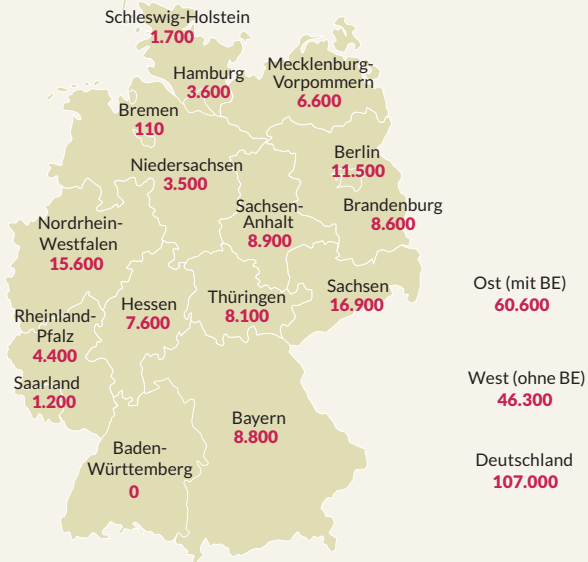 Schleswig-Holstein
1.700
Hamburg
3.600
Mecklenburg-
Vorpommern
6.600
Bremen
110
Niedersachsen
3.500
Berlin
11.500
Sachsen-
Anhalt
8.900
Brandenburg
8.600
Nordrhein-
Westfalen
15.600
Hessen
7.600
Thüringen
8.100
Sachsen
16.900
Rheinland-
Pfalz
4.400
Saarland
1.200
Bayern
8.800
Baden-
Württemberg
0
Ost (mit BE)
60.600
West (ohne BE)
46.300
Deutschland
107.000